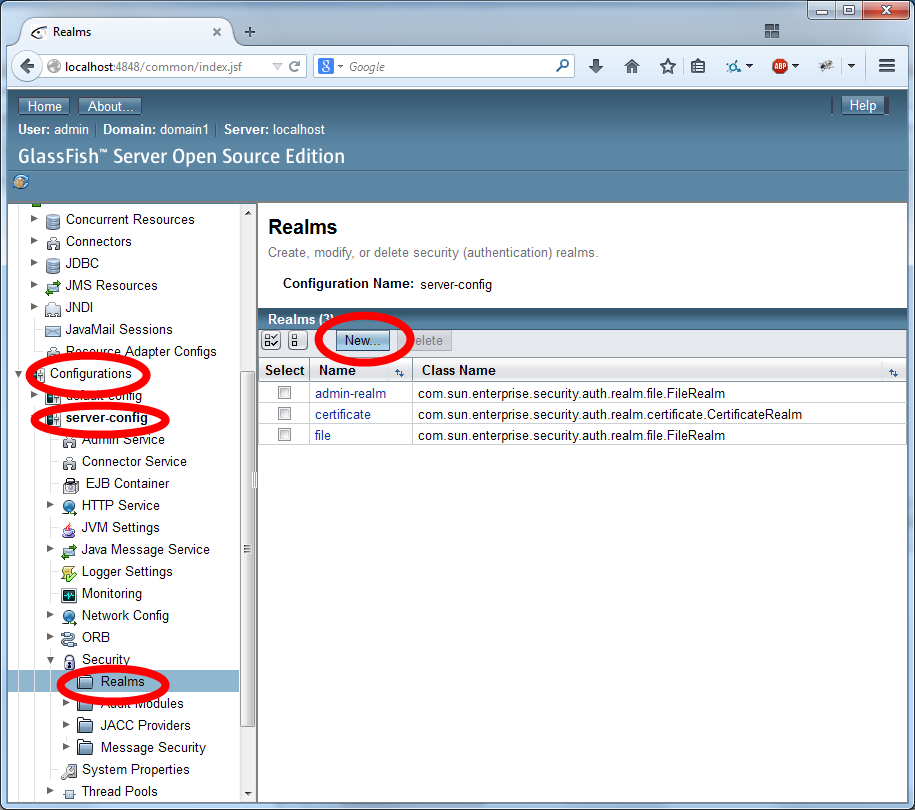 Realms
localhost:4848/common/index.jsf
8 Google
ABP
Home About... Help
User: admin Domain: domain1 Server: localhost
GlassFish™ Server Open Source Edition
Concurrent Resources
Connectors
JDBC
JMS Resources
JNDI
JavaMail Sessions
Resource Adapter Configs
Configurations
default-config
server-config
Admin Service
Connector Service
EJB Container
HTTP Service
JVM Settings
Java Message Service
Logger Settings
Monitoring
Network Config
ORB
Security
Realms
Audit Modules
JACC Providers
Message Security
System Properties
Thread Pools
Realms
Create, modify, or delete security (authentication) realms.
Configuration Name: server-config
Realms (3)
New... elete
Select Name Class Name
admin-realm com.sun.enterprise.security.auth.realm.file.FileRealm
certificate com.sun.enterprise.security.auth.realm.certificate.CertificateRealm
file com.sun.enterprise.security.auth.realm.file.FileRealm